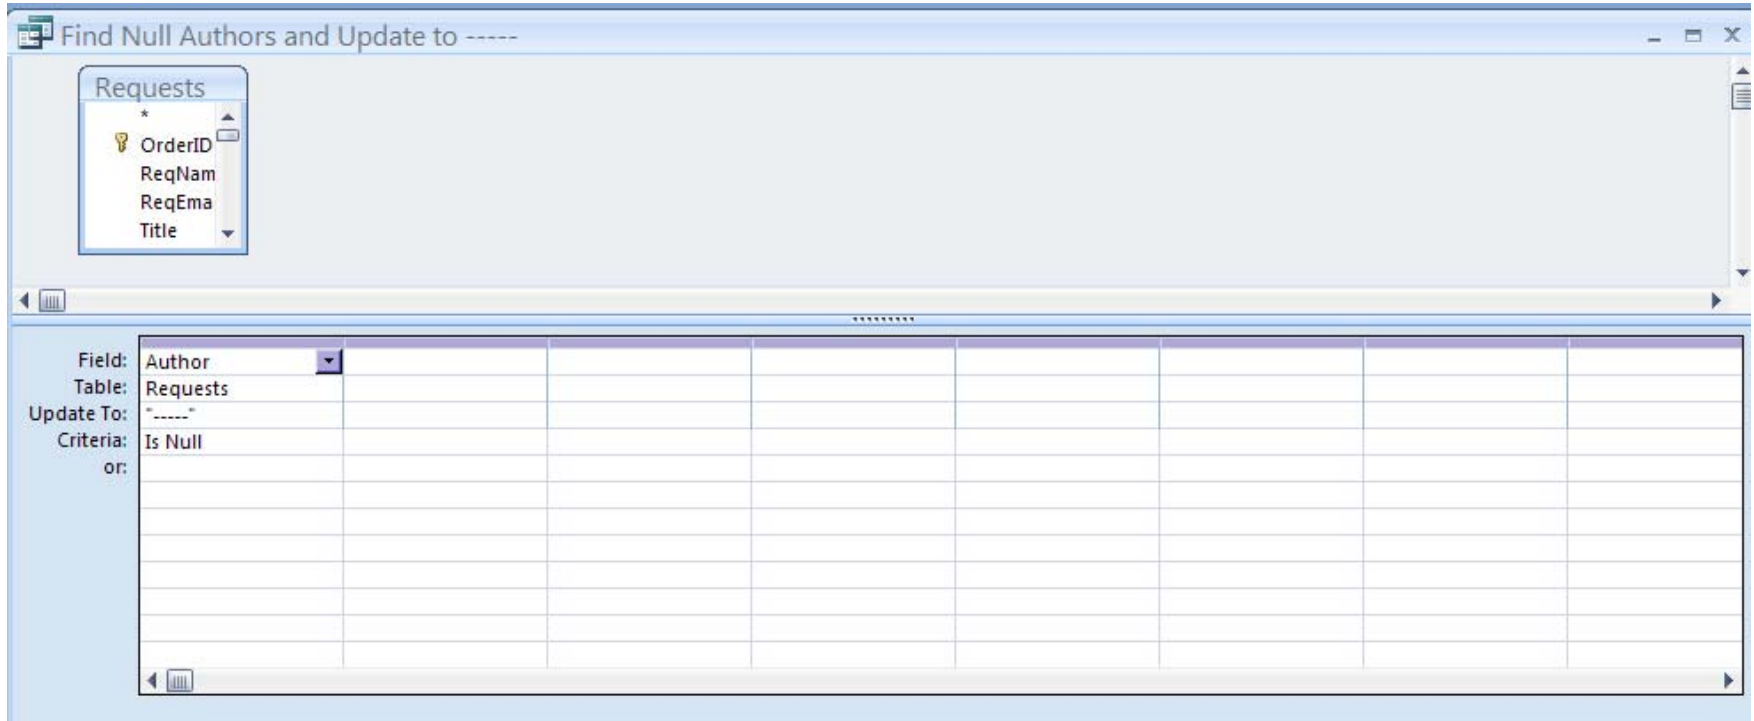 Find Null Authors and Update to -----
Requests
*
OrderID
ReqNam
ReqEma
Title
Field: Author
Table: Requests
Update To: "-----"
Criteria: Is Null
or: